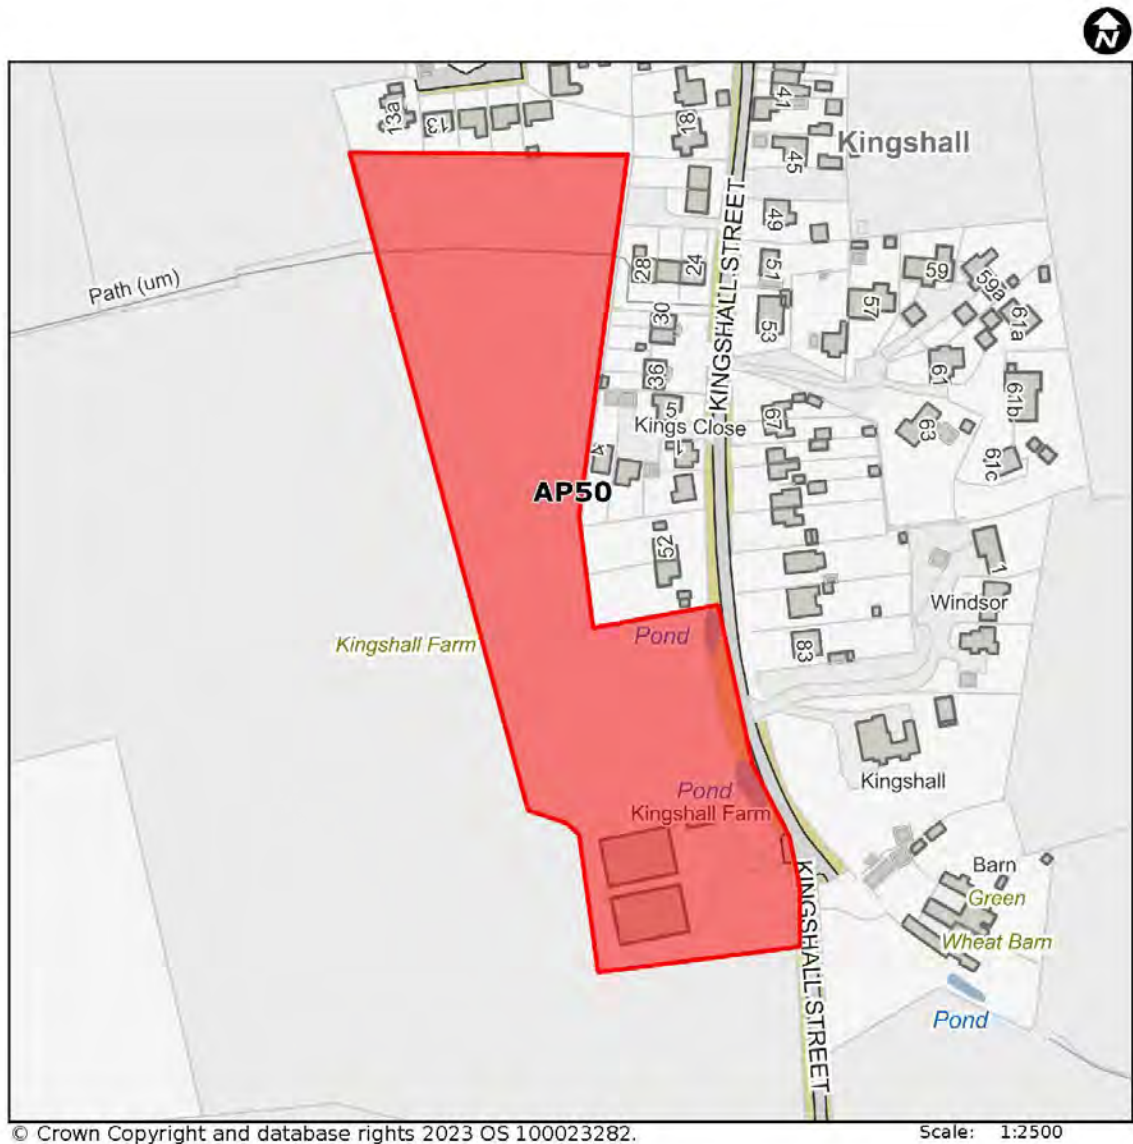 N
13a
13
18
41
45
Kingshall
49
KINGSHALL STREET
28
24
51
59
59a
Path (um)
57
61a
30
53
36
61
61b
5
67
63
Kings Close
4
1
61c
AP50
52
1
Windsor
Kingshall Farm
Pond
83
Pond
Kingshall
Kingshall Farm
Barn
Green
KINGSHALL STREET
Wheat Barn
Pond
© Crown Copyright and database rights 2023 OS 100023282.
Scale: 1:2500